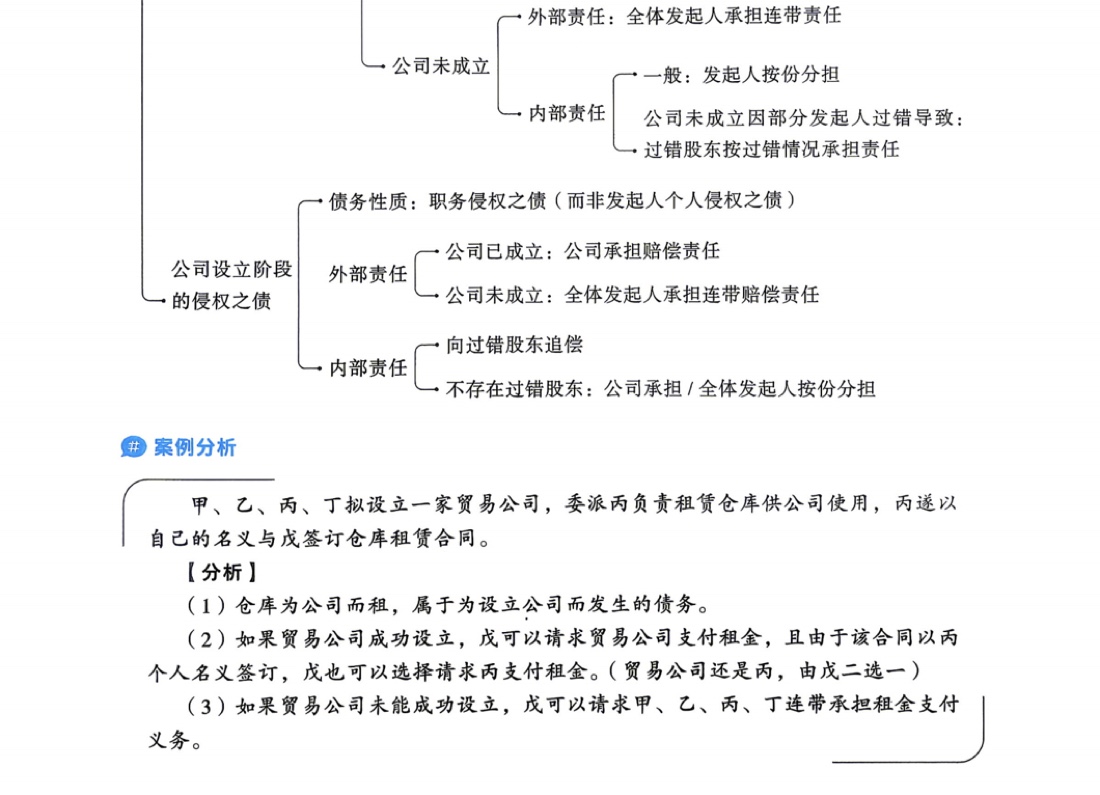 外部责任：全体发起人承担连带责任
公司未成立
一般：发起人按份分担
内部责任
公司未成立因部分发起人过错导致：
过错股东按过错情况承担责任
债务性质：职务侵权之债（而非发起人个人侵权之债）
公司设立阶段
的侵权之债
外部责任
公司已成立：公司承担赔偿责任
公司未成立：全体发起人承担连带赔偿责任
内部责任
向过错股东追偿
不存在过错股东：公司承担 / 全体发起人按份分担
# 案例分析
甲、乙、丙、丁拟设立一家贸易公司，委派丙负责租赁仓库供公司使用，丙遂以
自己的名义与戊签订仓库租赁合同。
【分析】
（1）仓库为公司而租，属于为设立公司而发生的债务。
（2）如果贸易公司成功设立，戊可以请求贸易公司支付租金，且由于该合同以丙
个人名义签订，戊也可以选择请求丙支付租金。（贸易公司还是丙，由戊二选一）
（3）如果贸易公司未能成功设立，戊可以请求甲、乙、丙、丁连带承担租金支付
义务。